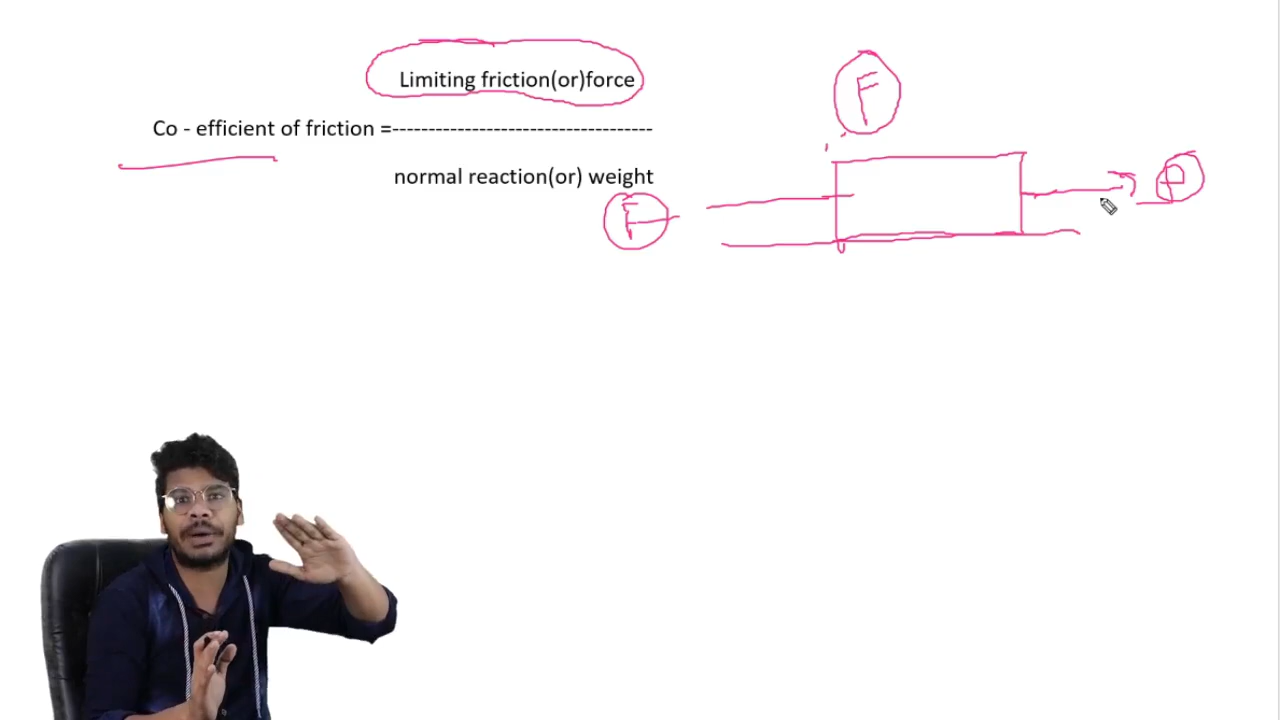 Limiting friction(or)force
F
Co - efficient of friction =------------------------------------
normal reaction(or) weight
P
F